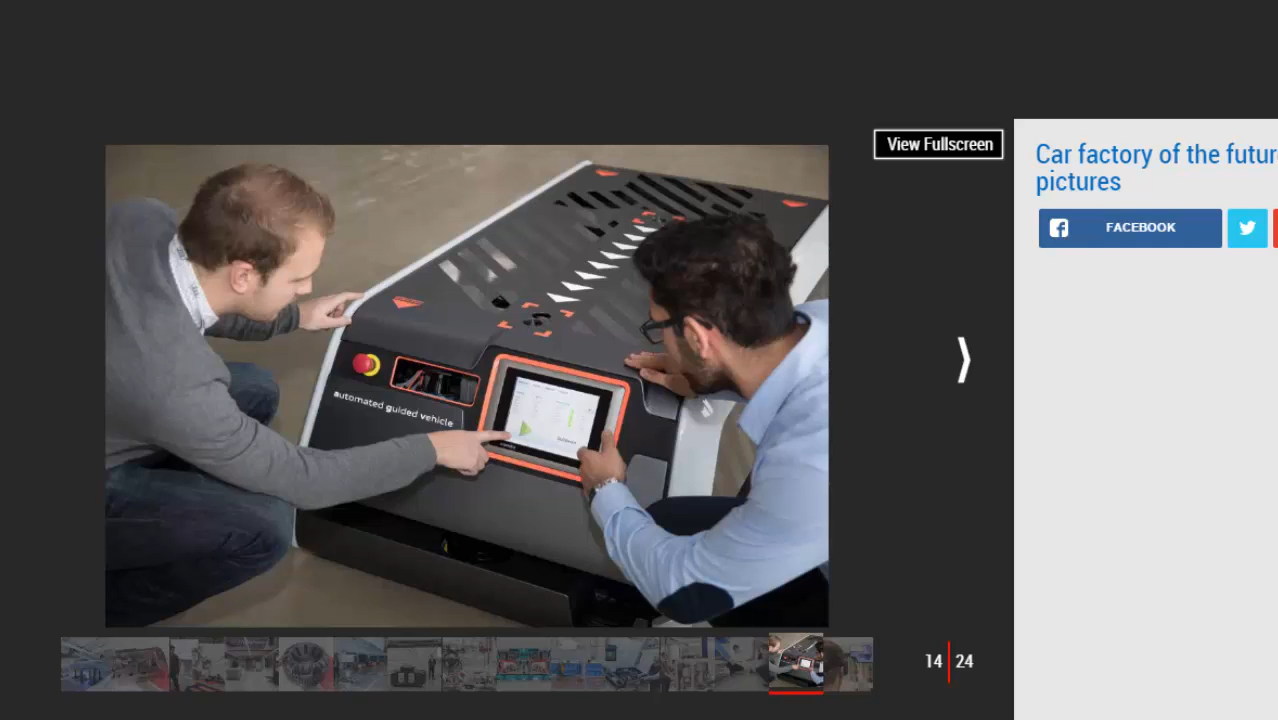 View Fullscreen
Car factory of the futur
pictures
FACEBOOK
automated guided vehicle
14 24